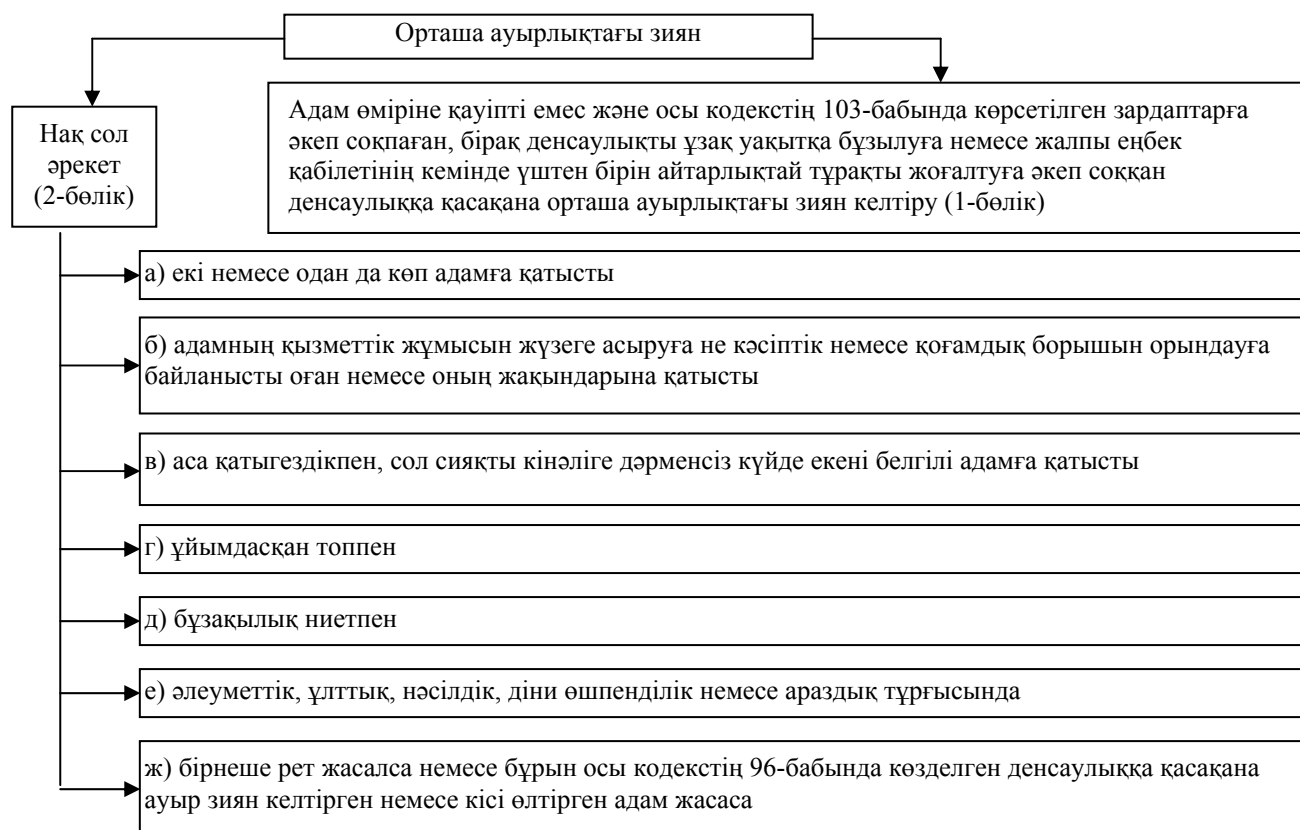 Орташа ауырлықтағы зиян
Нақ сол
әрекет
(2-бөлік)
Адам өміріне қауіпті емес және осы кодекстің 103-бабында көрсетілген зардаптарға
әкеп соқпаған, бірақ денсаулықты ұзақ уақытқа бұзылуға немесе жалпы еңбек
қабілетінің кемінде үштен бірін айтарлықтай тұрақты жоғалтуға әкеп соққан
денсаулыққа қасақана орташа ауырлықтағы зиян келтіру (1-бөлік)
а) екі немесе одан да көп адамға қатысты
б) адамның қызметтік жұмысын жүзеге асыруға не кәсіптік немесе қоғамдық борышын орындауға
байланысты оған немесе оның жақындарына қатысты
в) аса қатыгездікпен, сол сияқты кінәліге дәрменсіз күйде екені белгілі адамға қатысты
г) ұйымдасқан топпен
д) бұзақылық ниетпен
е) әлеуметтік, ұлттық, нәсілдік, діни өшпенділік немесе араздық тұрғысында
ж) бірнеше рет жасалса немесе бұрын осы кодекстің 96-бабында көзделген денсаулыққа қасақана
ауыр зиян келтірген немесе кісі өлтірген адам жасаса